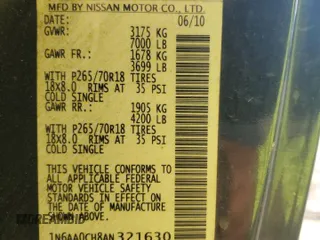 MFD BY NISSAN MOTOR CO., LTD.
DATE: 06/10
GVWR: 3175 KG
7000 LB
GAWR FR.: 1678 KG
3699 LB
WITH P265/70R18 TIRES
18x8.0 RIMS AT 35 PSI
COLD SINGLE
GAWR RR.: 1905 KG
4200 LB
WITH P265/70R18 TIRES
18x8.0 RIMS AT 35 PSI
COLD SINGLE
THIS VEHICLE CONFORMS TO
ALL APPLICABLE FEDERAL
MOTOR VEHICLE SAFETY
STANDARDS IN EFFECT ON THE
DATE OF MANUFACTURE
SHOWN ABOVE.
1N6AA0CH8AN321630